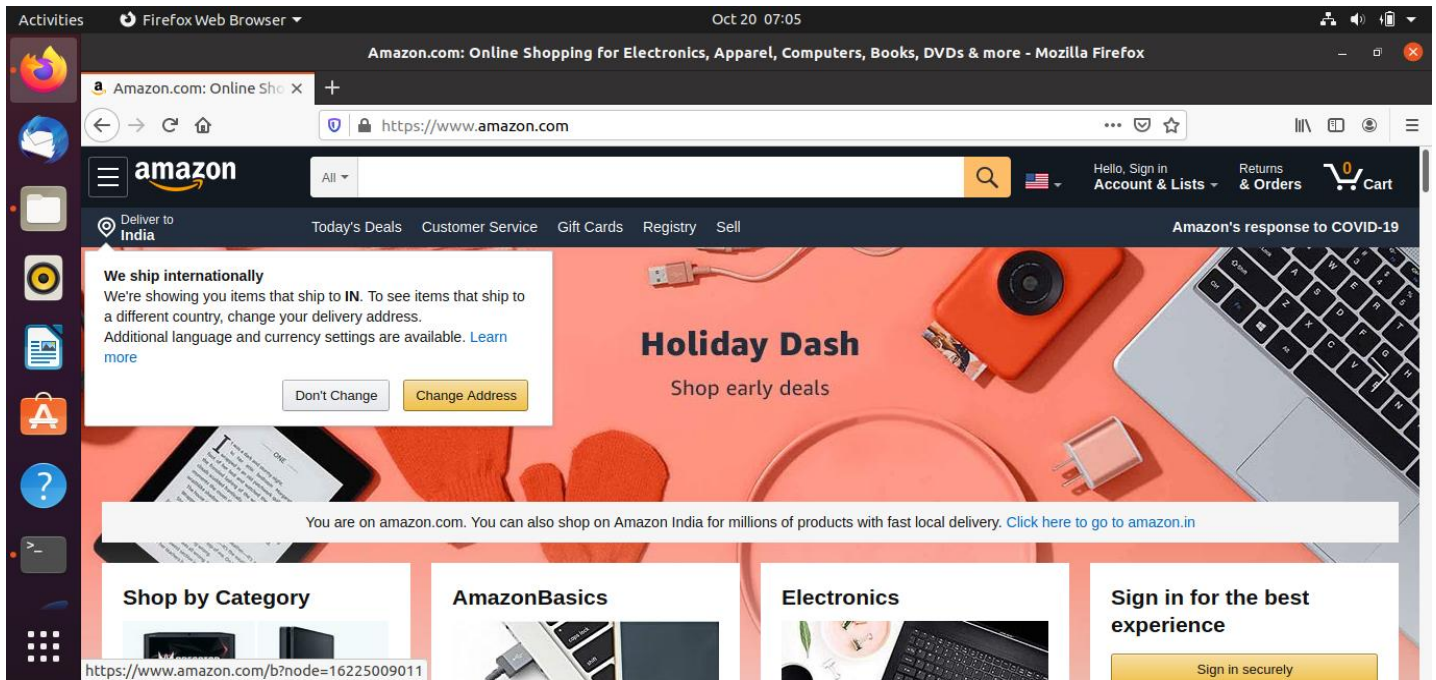 Activities
Firefox Web Browser
Oct 20 07:05
Amazon.com: Online Shopping for Electronics, Apparel, Computers, Books, DVDs & more - Mozilla Firefox
Amazon.com: Online Sho
https://www.amazon.com
amazon
All
Hello, Sign in
Account & Lists
Returns
& Orders
0
Cart
Deliver to
India
Today's Deals
Customer Service
Gift Cards
Registry
Sell
Amazon's response to COVID-19
We ship internationally
We're showing you items that ship to IN. To see items that ship to
a different country, change your delivery address.
Additional language and currency settings are available. Learn
more
Don't Change
Change Address
Holiday Dash
Shop early deals
You are on amazon.com. You can also shop on Amazon India for millions of products with fast local delivery. Click here to go to amazon.in
Shop by Category
AmazonBasics
Electronics
Sign in for the best
experience
Sign in securely
https://www.amazon.com/b?node=16225009011